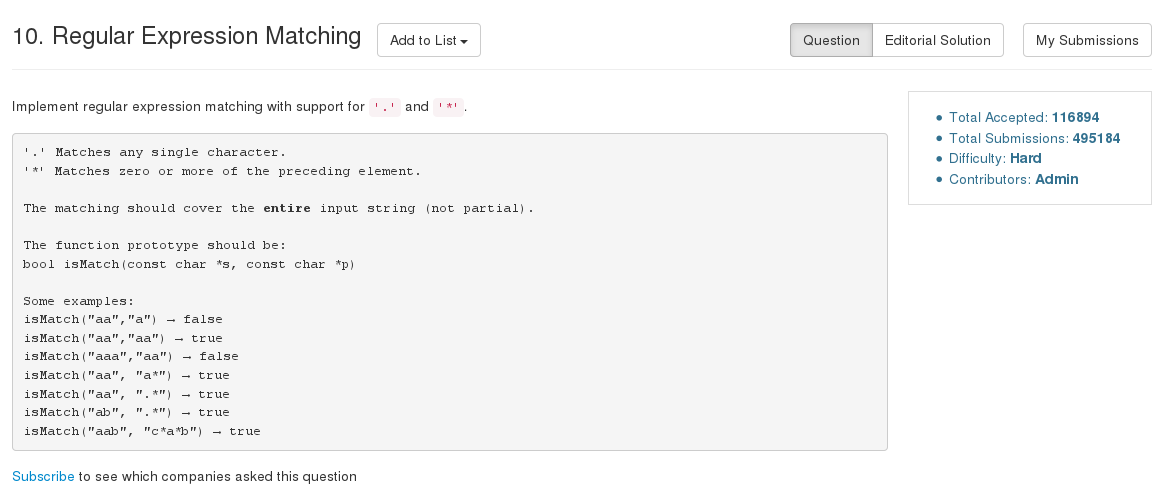 10. Regular Expression Matching
Add to List
Question
Editorial Solution
My Submissions
Implement regular expression matching with support for '.' and '*'.
'.' Matches any single character.
'*' Matches zero or more of the preceding element.
The matching should cover the entire input string (not partial).
The function prototype should be:
bool isMatch(const char *s, const char *p)
Some examples:
isMatch("aa","a") → false
isMatch("aa","aa") → true
isMatch("aaa","aa") → false
isMatch("aa", "a*") → true
isMatch("aa", ".*") → true
isMatch("ab", ".*") → true
isMatch("aab", "c*a*b") → true
Total Accepted: 116894
Total Submissions: 495184
Difficulty: Hard
Contributors: Admin
Subscribe to see which companies asked this question